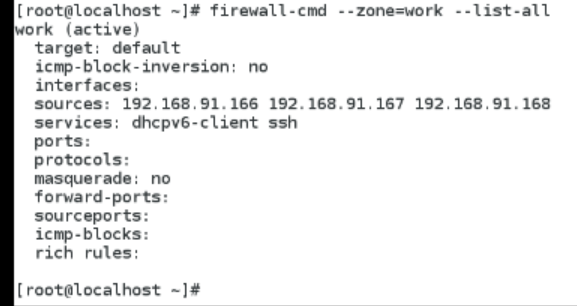 [root@localhost ~]# firewall-cmd --zone=work --list-all
work (active)
  target: default
  icmp-block-inversion: no
  interfaces:
  sources: 192.168.91.166 192.168.91.167 192.168.91.168
  services: dhcpv6-client ssh
  ports:
  protocols:
  masquerade: no
  forward-ports:
  sourceports:
  icmp-blocks:
  rich rules:
[root@localhost ~]#